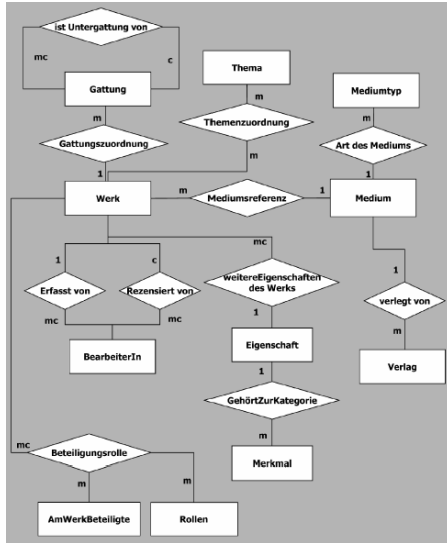 ist Untergattung von
mc
c
Thema
Gattung
Mediumtyp
m
m
m
Gattungszuordnung
Themenzuordnung
Art des Mediums
1
m
1
Werk
m
Mediumsreferenz
1
Medium
1
c
mc
1
Erfasst von
Rezensiert von
weitereEigenschaften
des Werks
verlegt von
mc
mc
1
m
BearbeiterIn
Eigenschaft
Verlag
1
GehörtZurKategorie
mc
m
Beteiligungsrolle
Merkmal
m
m
AmWerkBeteiligte
Rollen